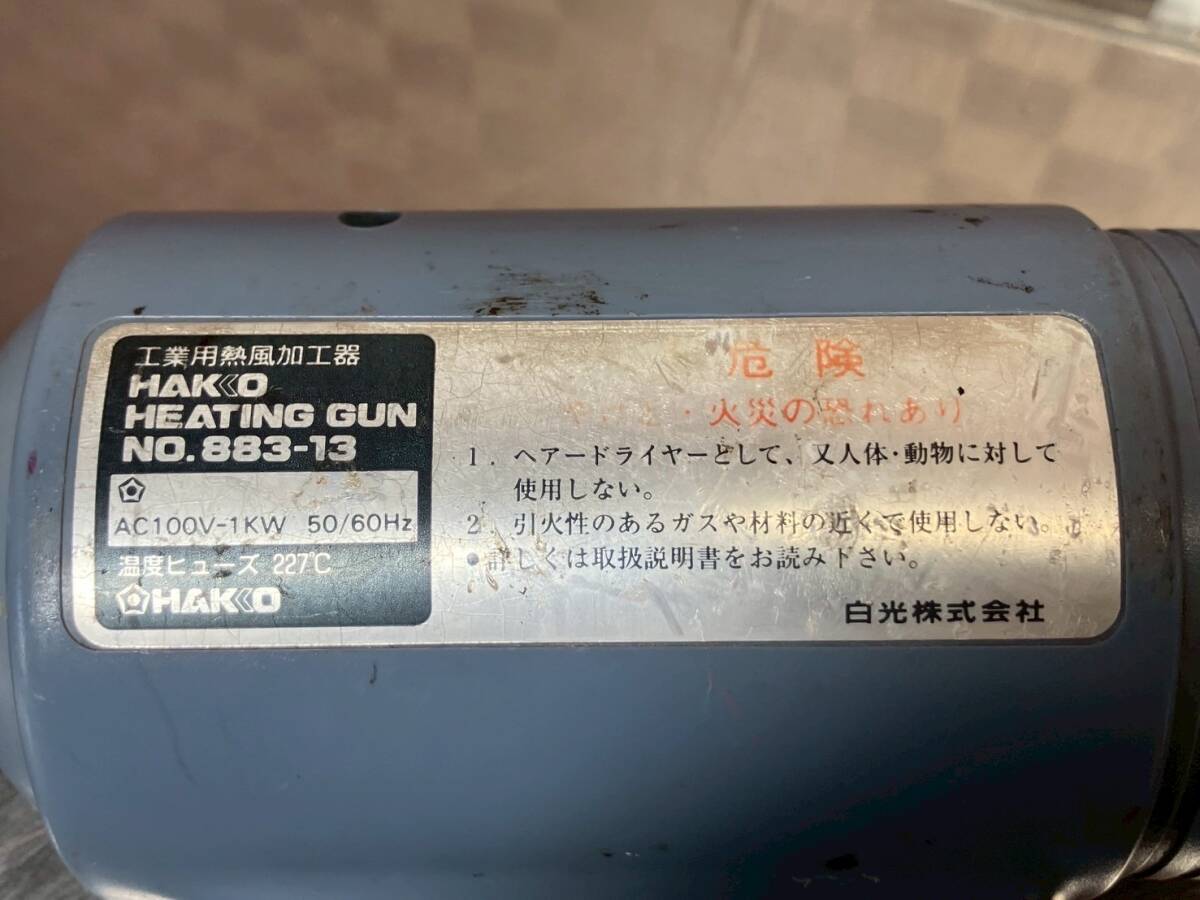 工業用熱風加工器
HAKKO
HEATING GUN
NO.883-13
AC100V-1KW 50/60Hz
温度ヒューズ 227℃
HAKKO
危険
・火災の恐れあり
1. ヘアードライヤーとして、又人体・動物に対して
使用しない。
2. 引火性のあるガスや材料の近くで使用しない。
・詳しくは取扱説明書をお読み下さい。
白光株式会社